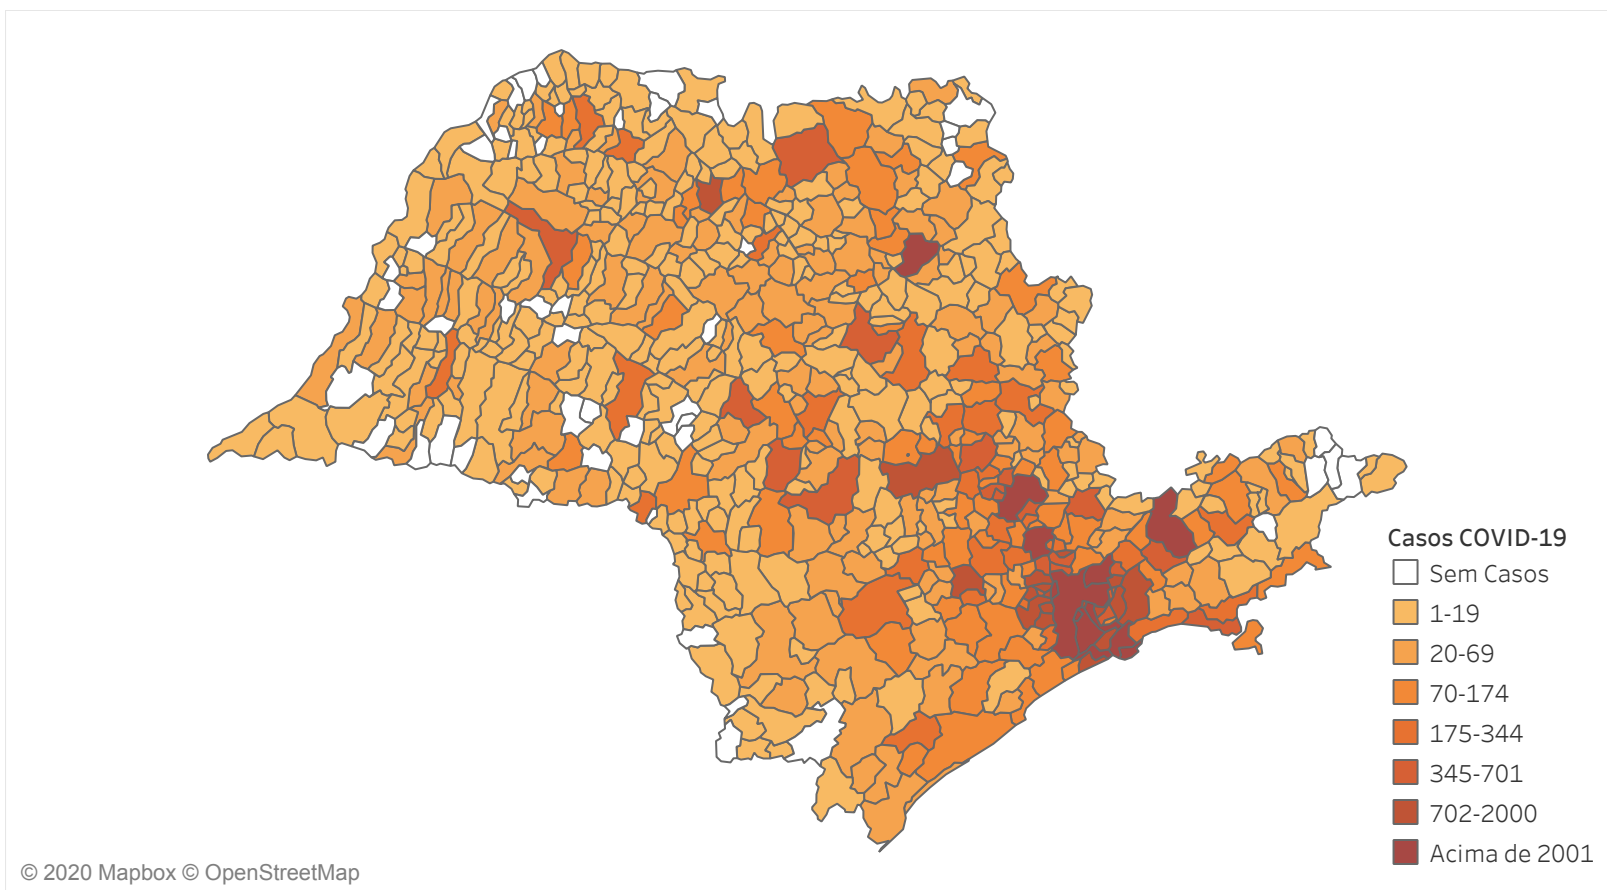 Casos COVID-19
Sem Casos
1-19
20-69
70-174
175-344
345-701
702-2000
Acima de 2001
© 2020 Mapbox © OpenStreetMap